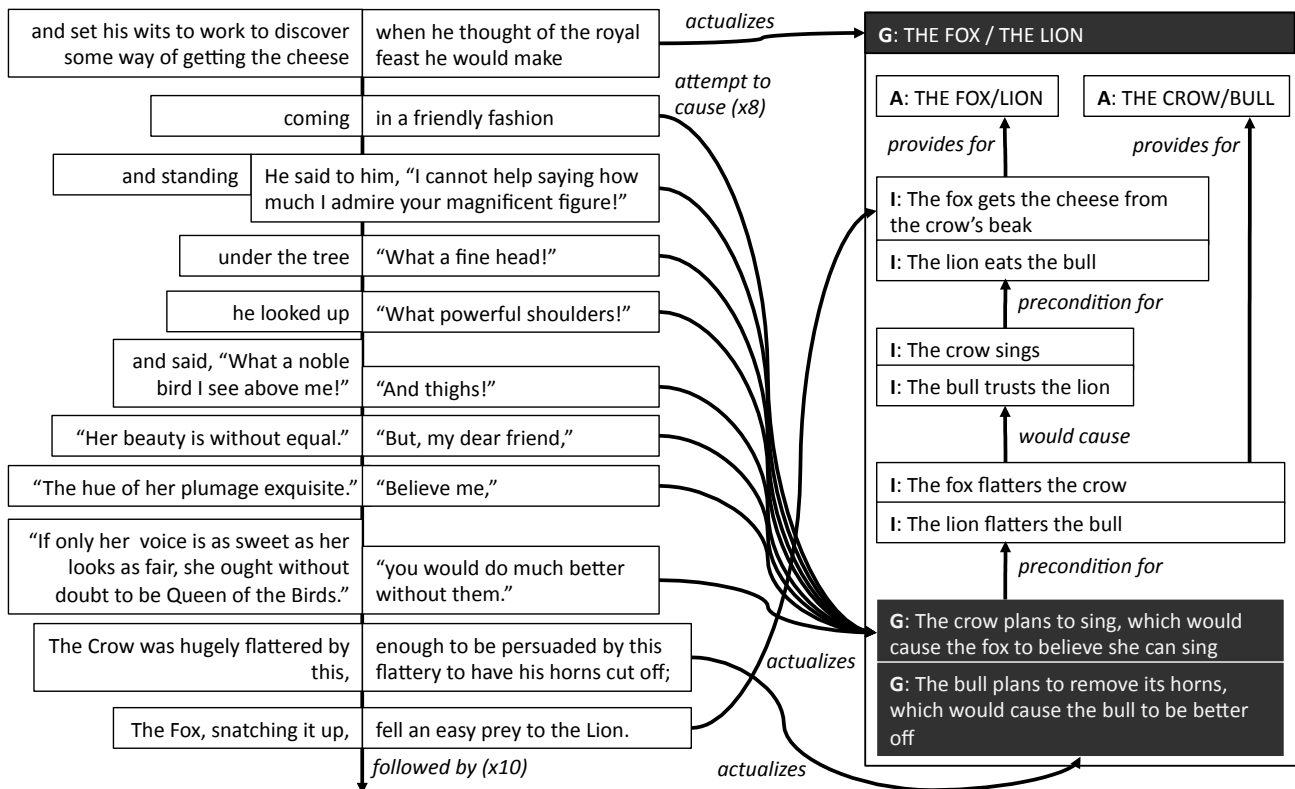 and set his wits to work to discover
some way of getting the cheese
when he thought of the royal
feast he would make
actualizes
G: THE FOX / THE LION
attempt to
cause (x8)
A: THE FOX/LION
A: THE CROW/BULL
coming
in a friendly fashion
provides for
provides for
and standing
He said to him, “I cannot help saying how
much I admire your magnificent figure!”
I: The fox gets the cheese from
the crow’s beak
I: The lion eats the bull
under the tree
“What a fine head!”
precondition for
he looked up
“What powerful shoulders!”
I: The crow sings
I: The bull trusts the lion
and said, “What a noble
bird I see above me!”
“And thighs!”
would cause
“Her beauty is without equal.”
“But, my dear friend,”
“The hue of her plumage exquisite.”
“Believe me,”
I: The fox flatters the crow
I: The lion flatters the bull
“If only her voice is as sweet as her
looks as fair, she ought without
doubt to be Queen of the Birds.”
“you would do much better
without them.”
precondition for
G: The crow plans to sing, which would
cause the fox to believe she can sing
The Crow was hugely flattered by
this,
enough to be persuaded by this
flattery to have his horns cut off;
actualizes
G: The bull plans to remove its horns,
which would cause the bull to be better
off
The Fox, snatching it up,
fell an easy prey to the Lion.
followed by (x10)
actualizes